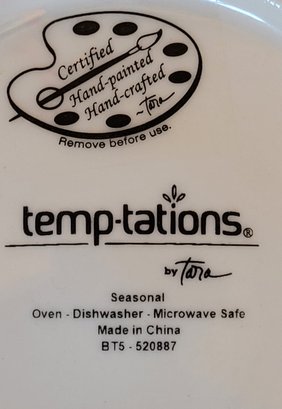 Certified
Hand-painted
Hand-crafted
~Tara
Remove before use.
temp-tations®
by Tara
Seasonal
Oven - Dishwasher - Microwave Safe
Made in China
BT5 - 520887